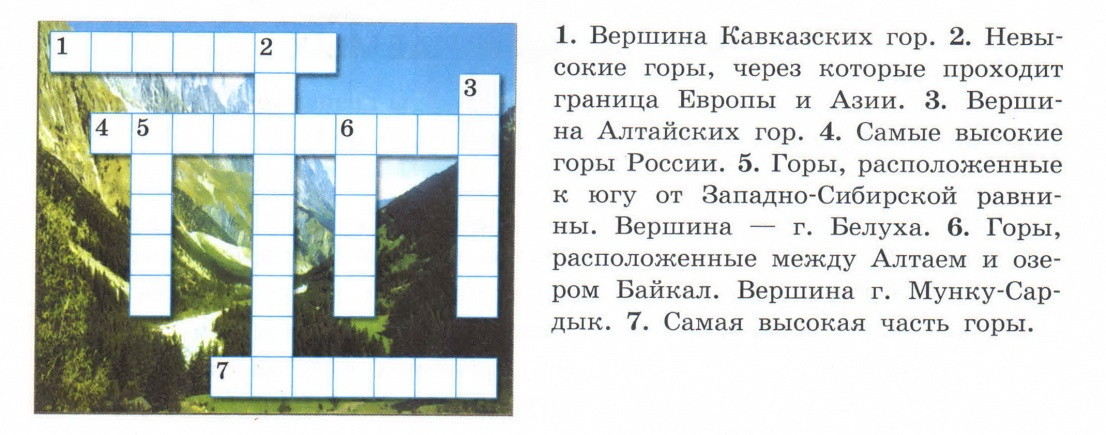 1
2
3
4
5
6
7
1. Вершина Кавказских гор. 2. Невы-
сокие горы, через которые проходит
граница Европы и Азии. 3. Верши-
на Алтайских гор. 4. Самые высокие
горы России. 5. Горы, расположенные
к югу от Западно-Сибирской равни-
ны. Вершина — г. Белуха. 6. Горы,
расположенные между Алтаем и озе-
ром Байкал. Вершина г. Мунку-Сар-
дык. 7. Самая высокая часть горы.